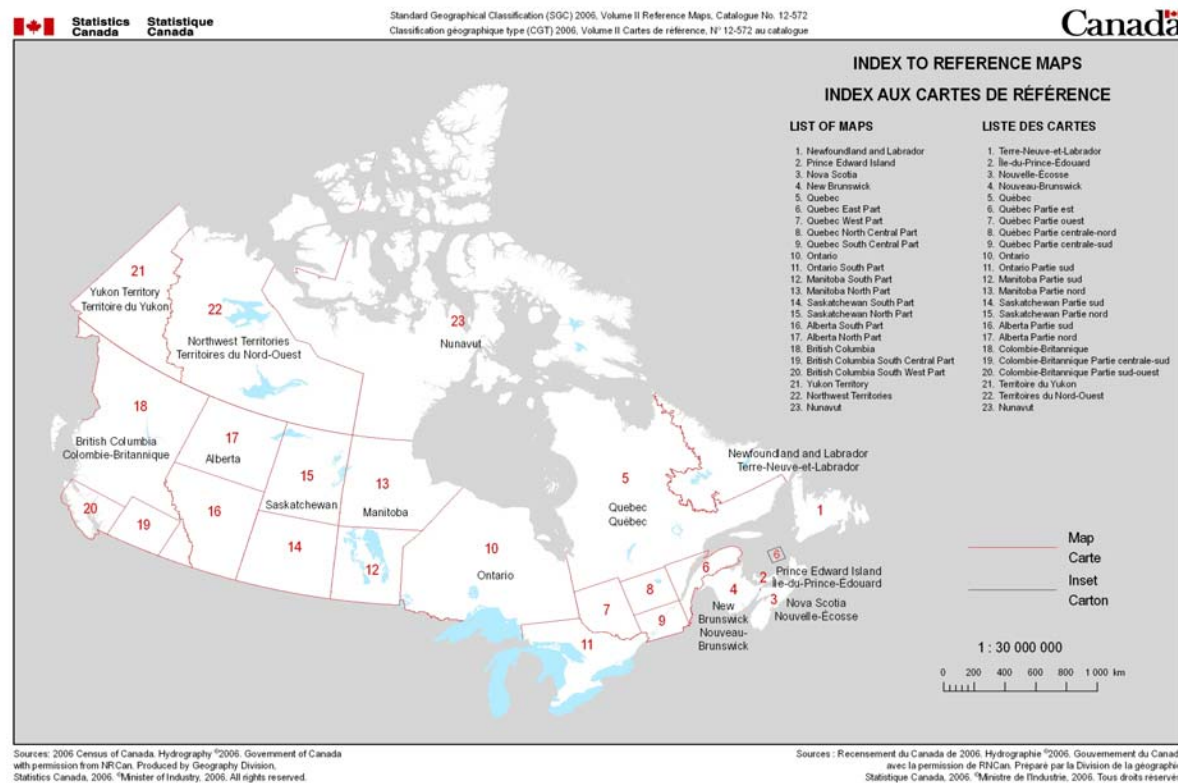 Statistics Statistique
Canada Canada
Standard Geographical Classification (SGC) 2006, Volume II Reference Maps, Catalogue No. 12-572
Classification géographique type (CGT) 2006, Volume II Cartes de référence, N° 12-572 au catalogue
Canada
INDEX TO REFERENCE MAPS
INDEX AUX CARTES DE RÉFÉRENCE
LIST OF MAPS
1. Newfoundland and Labrador
2. Prince Edward Island
3. Nova Scotia
4. New Brunswick
5. Quebec
6. Quebec East Part
7. Quebec West Part
8. Quebec North Central Part
9. Quebec South Central Part
10. Ontario
11. Ontario South Part
12. Manitoba South Part
13. Manitoba North Part
14. Saskatchewan South Part
15. Saskatchewan North Part
16. Alberta South Part
17. Alberta North Part
18. British Columbia
19. British Columbia South Central Part
20. British Columbia South West Part
21. Yukon Territory
22. Northwest Territories
23. Nunavut
LISTE DES CARTES
1. Terre-Neuve-et-Labrador
2. Île-du-Prince-Édouard
3. Nouvelle-Écosse
4. Nouveau-Brunswick
5. Québec
6. Québec Partie est
7. Québec Partie ouest
8. Québec Partie centrale-nord
9. Québec Partie centrale-sud
10. Ontario
11. Ontario Partie sud
12. Manitoba Partie sud
13. Manitoba Partie nord
14. Saskatchewan Partie sud
15. Saskatchewan Partie nord
16. Alberta Partie sud
17. Alberta Partie nord
18. Colombie-Britannique
19. Colombie-Britannique Partie centrale-sud
20. Colombie-Britannique Partie sud-ouest
21. Territoire du Yukon
22. Territoires du Nord-Ouest
23. Nunavut
21
Yukon Territory
Territoire du Yukon
22
Northwest Territories
Territoires du Nord-Ouest
23
Nunavut
18
British Columbia
Colombie-Britannique
17
Alberta
15
Saskatchewan
13
Manitoba
5
Quebec
Québec
Newfoundland and Labrador
Terre-Neuve-et-Labrador
1
20
19
16
14
12
10
Ontario
11
7
8
9
6
6
4
New
Brunswick
Nouveau-
Brunswick
2
Prince Edward Island
Île-du-Prince-Édouard
3
Nova Scotia
Nouvelle-Écosse
Map
Carte
Inset
Carton
1 : 30 000 000
0 200 400 600 800 1 000 km
Sources: 2006 Census of Canada. Hydrography ©2006. Government of Canada
with permission from NRCan. Produced by Geography Division,
Statistics Canada, 2006. ©Minister of Industry, 2006. All rights reserved.
Sources : Recensement du Canada de 2006. Hydrographie ©2006. Gouvernement du Canad
avec la permission de RNCan. Préparé par la Division de la géographie
Statistique Canada, 2006. ©Ministre de l'Industrie, 2006. Tous droits réservés